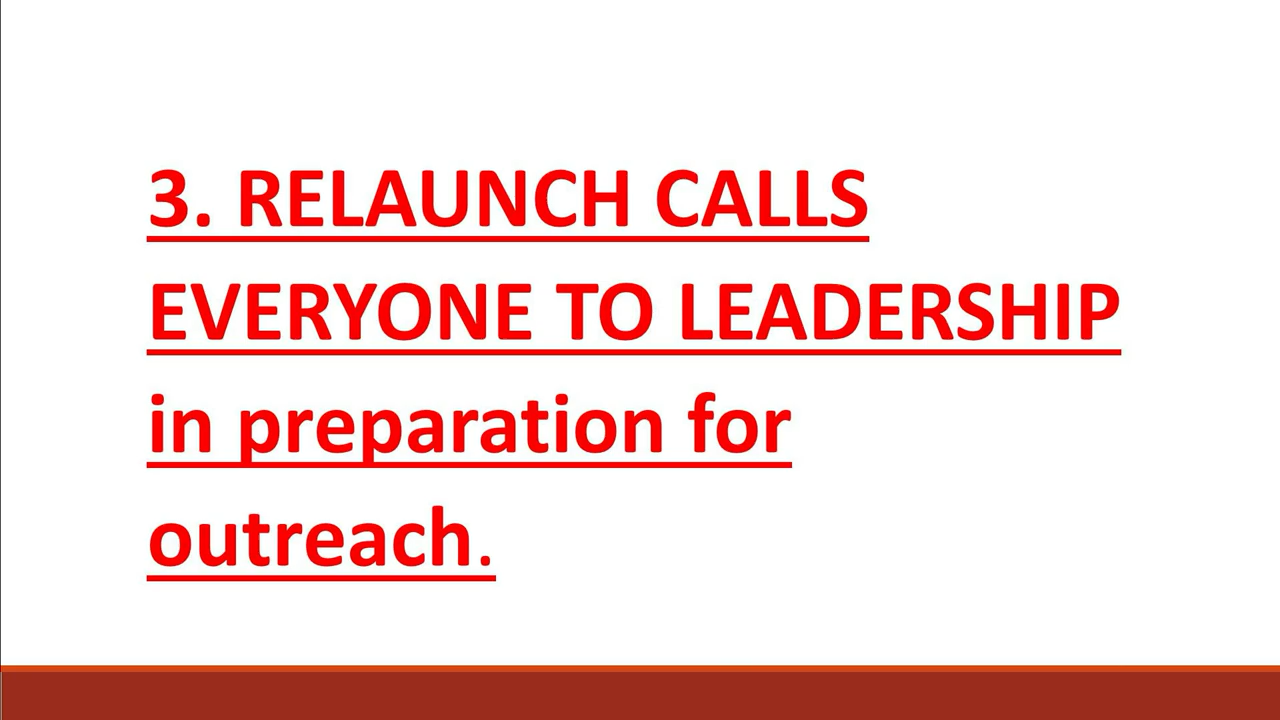 3. RELAUNCH CALLS
EVERYONE TO LEADERSHIP
in preparation for
outreach.